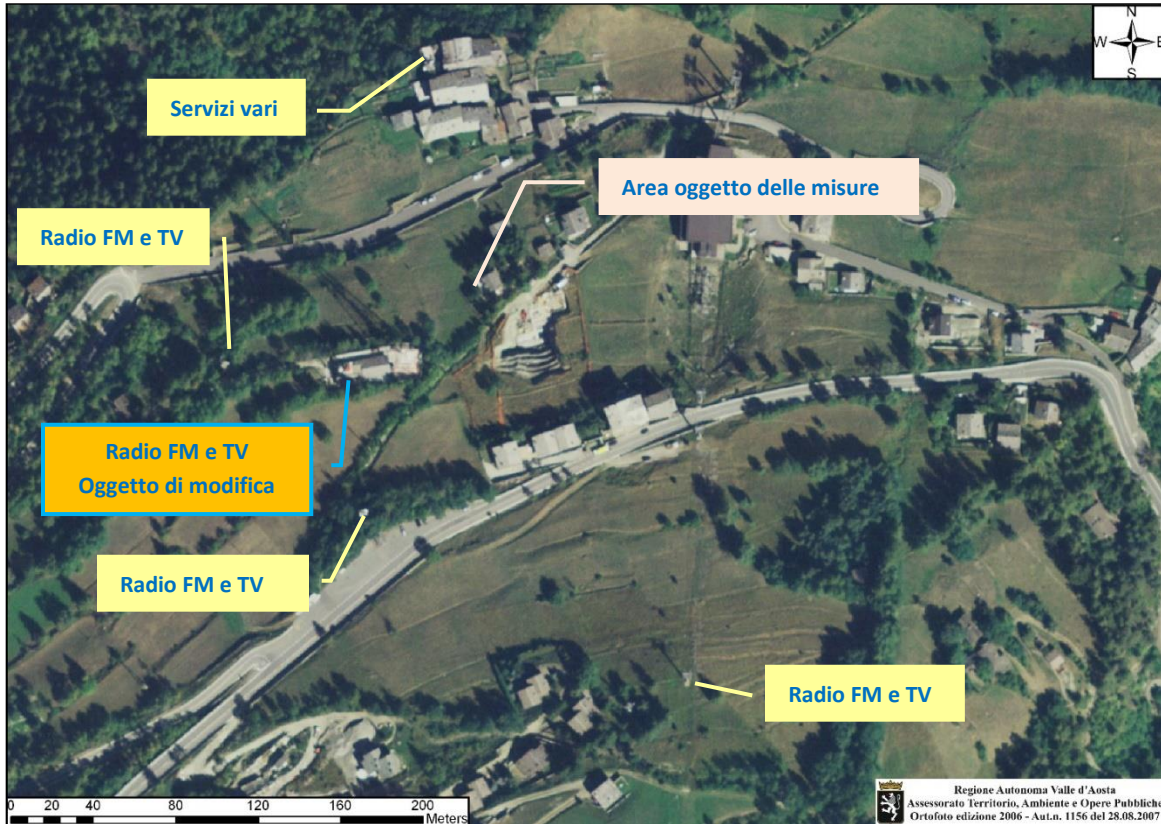 N
W E
S
Servizi vari
Area oggetto delle misure
Radio FM e TV
Radio FM e TV
Oggetto di modifica
Radio FM e TV
Radio FM e TV
0 20 40 80 120 160 200
Meters
Regione Autonoma Valle d'Aosta
Assessorato Territorio, Ambiente e Opere Pubbliche
Ortofoto edizione 2006 - Aut.n. 1156 del 28.08.2007